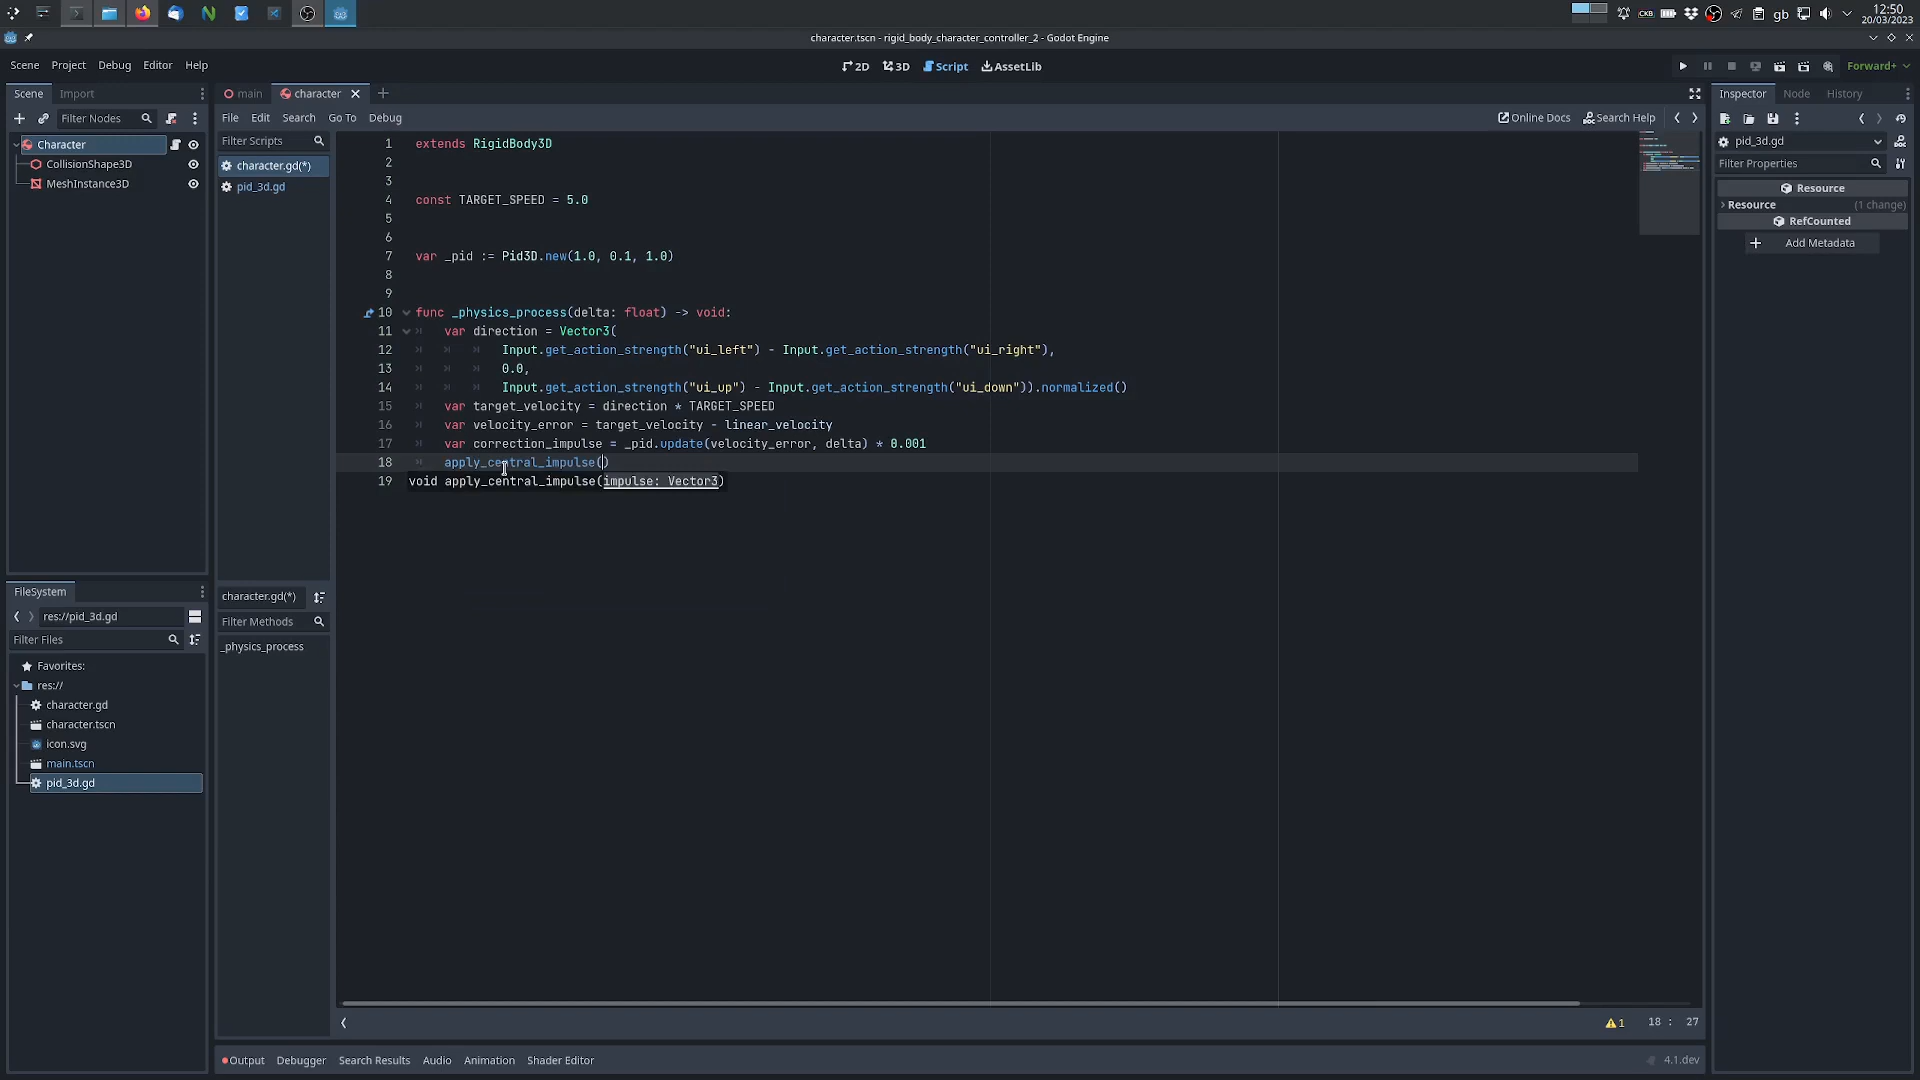 12:50
CKB
gb
20/03/2023
character.tscn - rigid_body_character_controller_2 - Godot Engine
Scene Project Debug Editor Help
2D 3D Script AssetLib
Forward+
Scene Import
main character
Inspector Node History
Filter Nodes
File Edit Search Go To Debug
Online Docs Search Help
Character
CollisionShape3D
MeshInstance3D
Filter Scripts
character.gd(*)
pid_3d.gd
1 extends RigidBody3D
2
3
4 const TARGET_SPEED = 5.0
5
6
7 var _pid := Pid3D.new(1.0, 0.1, 1.0)
8
9
10 func _physics_process(delta: float) -> void:
11 var direction = Vector3(
12 Input.get_action_strength("ui_left") - Input.get_action_strength("ui_right"),
13 0.0,
14 Input.get_action_strength("ui_up") - Input.get_action_strength("ui_down")).normalized()
15 var target_velocity = direction * TARGET_SPEED
16 var velocity_error = target_velocity - linear_velocity
17 var correction_impulse = _pid.update(velocity_error, delta) * 0.001
18 apply_central_impulse()
19 void apply_central_impulse(impulse: Vector3)
pid_3d.gd
Filter Properties
Resource
Resource (1 change)
RefCounted
Add Metadata
FileSystem
res://pid_3d.gd
Filter Files
Favorites:
res://
character.gd
character.tscn
icon.svg
main.tscn
pid_3d.gd
character.gd(*)
Filter Methods
_physics_process
1 18 : 27
Output Debugger Search Results Audio Animation Shader Editor
4.1.dev